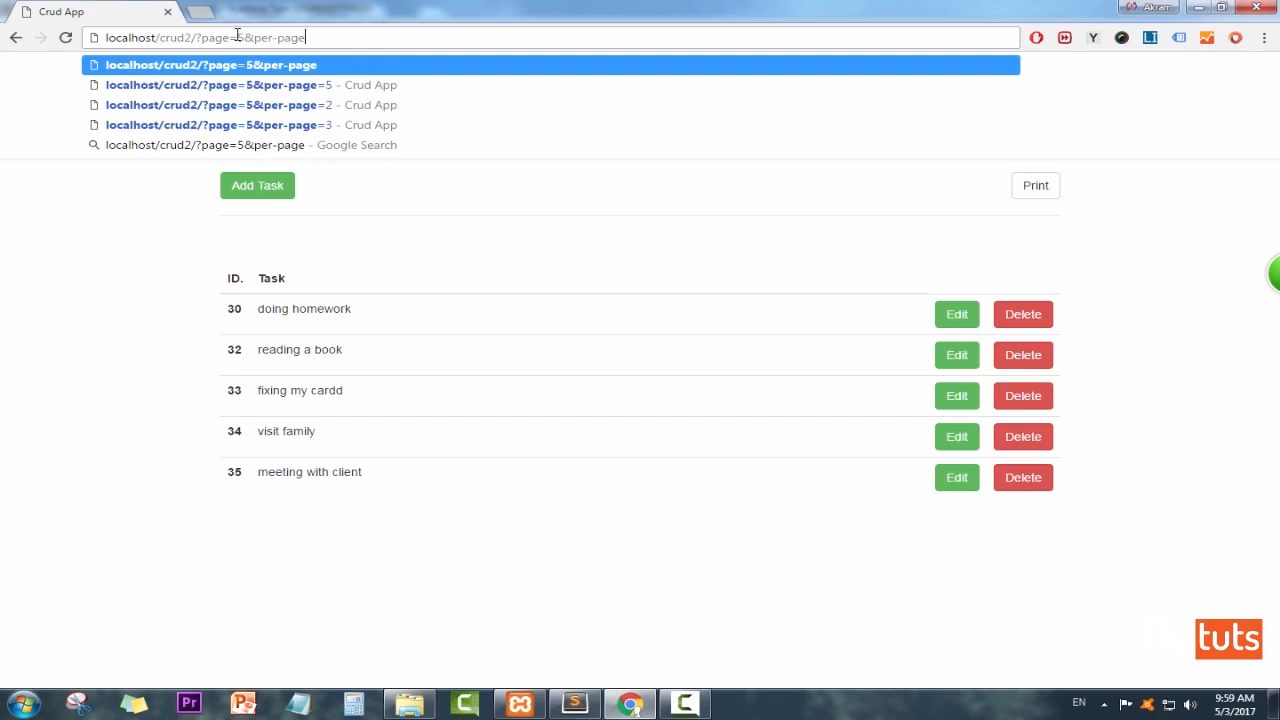 Crud App
Akram
localhost/crud2/?page=5&per-page
localhost/crud2/?page=5&per-page
localhost/crud2/?page=5&per-page=5 - Crud App
localhost/crud2/?page=5&per-page=2 - Crud App
localhost/crud2/?page=5&per-page=3 - Crud App
localhost/crud2/?page=5&per-page - Google Search
Add Task
Print
ID. Task
30 doing homework Edit Delete
32 reading a book Edit Delete
33 fixing my cardd Edit Delete
34 visit family Edit Delete
35 meeting with client Edit Delete
tuts
Pr
EN
9:59 AM
5/3/2017